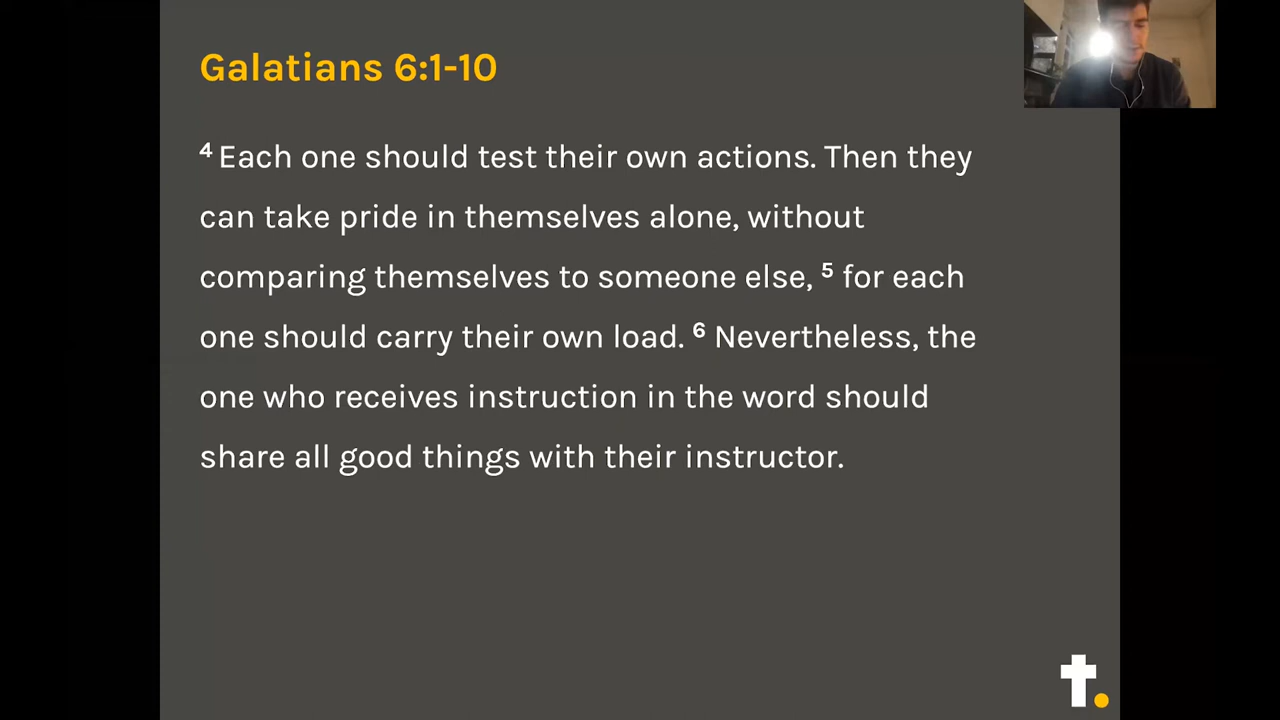 Galatians 6:1-10
⁴ Each one should test their own actions. Then they
can take pride in themselves alone, without
comparing themselves to someone else, ⁵ for each
one should carry their own load. ⁶ Nevertheless, the
one who receives instruction in the word should
share all good things with their instructor.